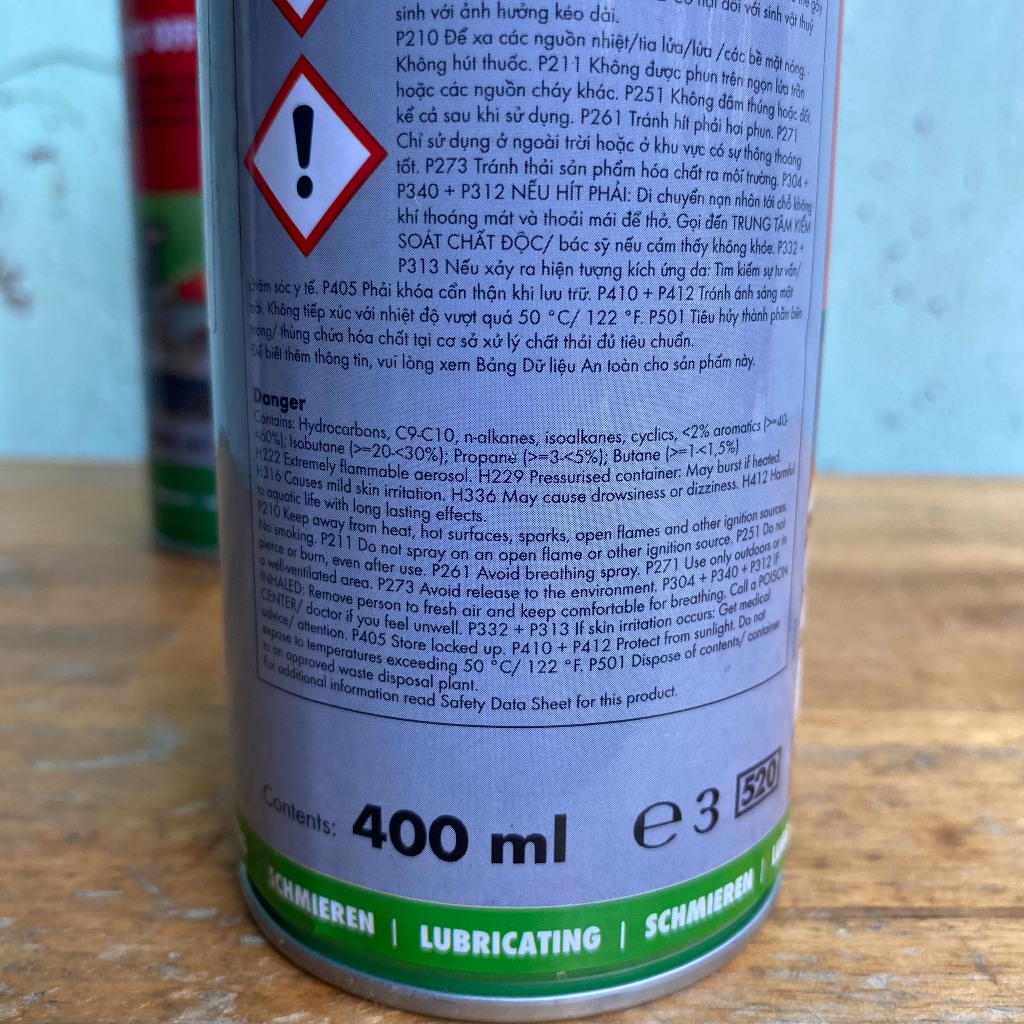 sinh với ảnh hưởng kéo dài.
P210 Để xa các nguồn nhiệt/tia lửa/lửa /các bề mặt nóng.
Không hút thuốc. P211 Không được phun trên ngọn lửa trần
hoặc các nguồn cháy khác. P251 Không đâm thủng hoặc đốt,
kể cả sau khi sử dụng. P261 Tránh hít phải hơi phun. P271
Chỉ sử dụng ở ngoài trời hoặc ở khu vực có sự thông thoáng
tốt. P273 Tránh thải sản phẩm hóa chất ra môi trường. P304 +
P340 + P312 NẾU HÍT PHẢI: Di chuyển nạn nhân tới chỗ không
khí thoáng mát và thoải mái để thở. Gọi đến TRUNG TÂM KIỂM
SOÁT CHẤT ĐỘC/ bác sỹ nếu cảm thấy không khỏe. P332 +
P313 Nếu xảy ra hiện tượng kích ứng da: Tìm kiếm sự tư vấn/
chăm sóc y tế. P405 Phải khóa cẩn thận khi lưu trữ. P410 + P412 Tránh ánh sáng mặt
trời. Không tiếp xúc với nhiệt độ vượt quá 50 °C/ 122 °F. P501 Tiêu hủy thành phần bên
trong/ thùng chứa hóa chất tại cơ sở xử lý chất thải đủ tiêu chuẩn.
Để biết thêm thông tin, vui lòng xem Bảng Dữ liệu An toàn cho sản phẩm này.
Danger
Contains: Hydrocarbons, C9-C10, n-alkanes, isoalkanes, cyclics, <2% aromatics (>=40-
<60%); Isobutane (>=20-<30%); Propane (>=3-<5%); Butane (>=1-<1,5%)
H222 Extremely flammable aerosol. H229 Pressurised container: May burst if heated.
H316 Causes mild skin irritation. H336 May cause drowsiness or dizziness. H412 Harmful
to aquatic life with long lasting effects.
P210 Keep away from heat, hot surfaces, sparks, open flames and other ignition sources.
No smoking. P211 Do not spray on an open flame or other ignition source. P251 Do not
pierce or burn, even after use. P261 Avoid breathing spray. P271 Use only outdoors or in
a well-ventilated area. P273 Avoid release to the environment. P304 + P340 + P312 IF
INHALED: Remove person to fresh air and keep comfortable for breathing. Call a POISON
CENTER/ doctor if you feel unwell. P332 + P313 If skin irritation occurs: Get medical
advice/ attention. P405 Store locked up. P410 + P412 Protect from sunlight. Do not
expose to temperatures exceeding 50 °C/ 122 °F. P501 Dispose of contents/ container
to an approved waste disposal plant.
For additional information read Safety Data Sheet for this product.
Contents: 400 ml ℮ 3 520
SCHMIEREN | LUBRICATING | SCHMIEREN |